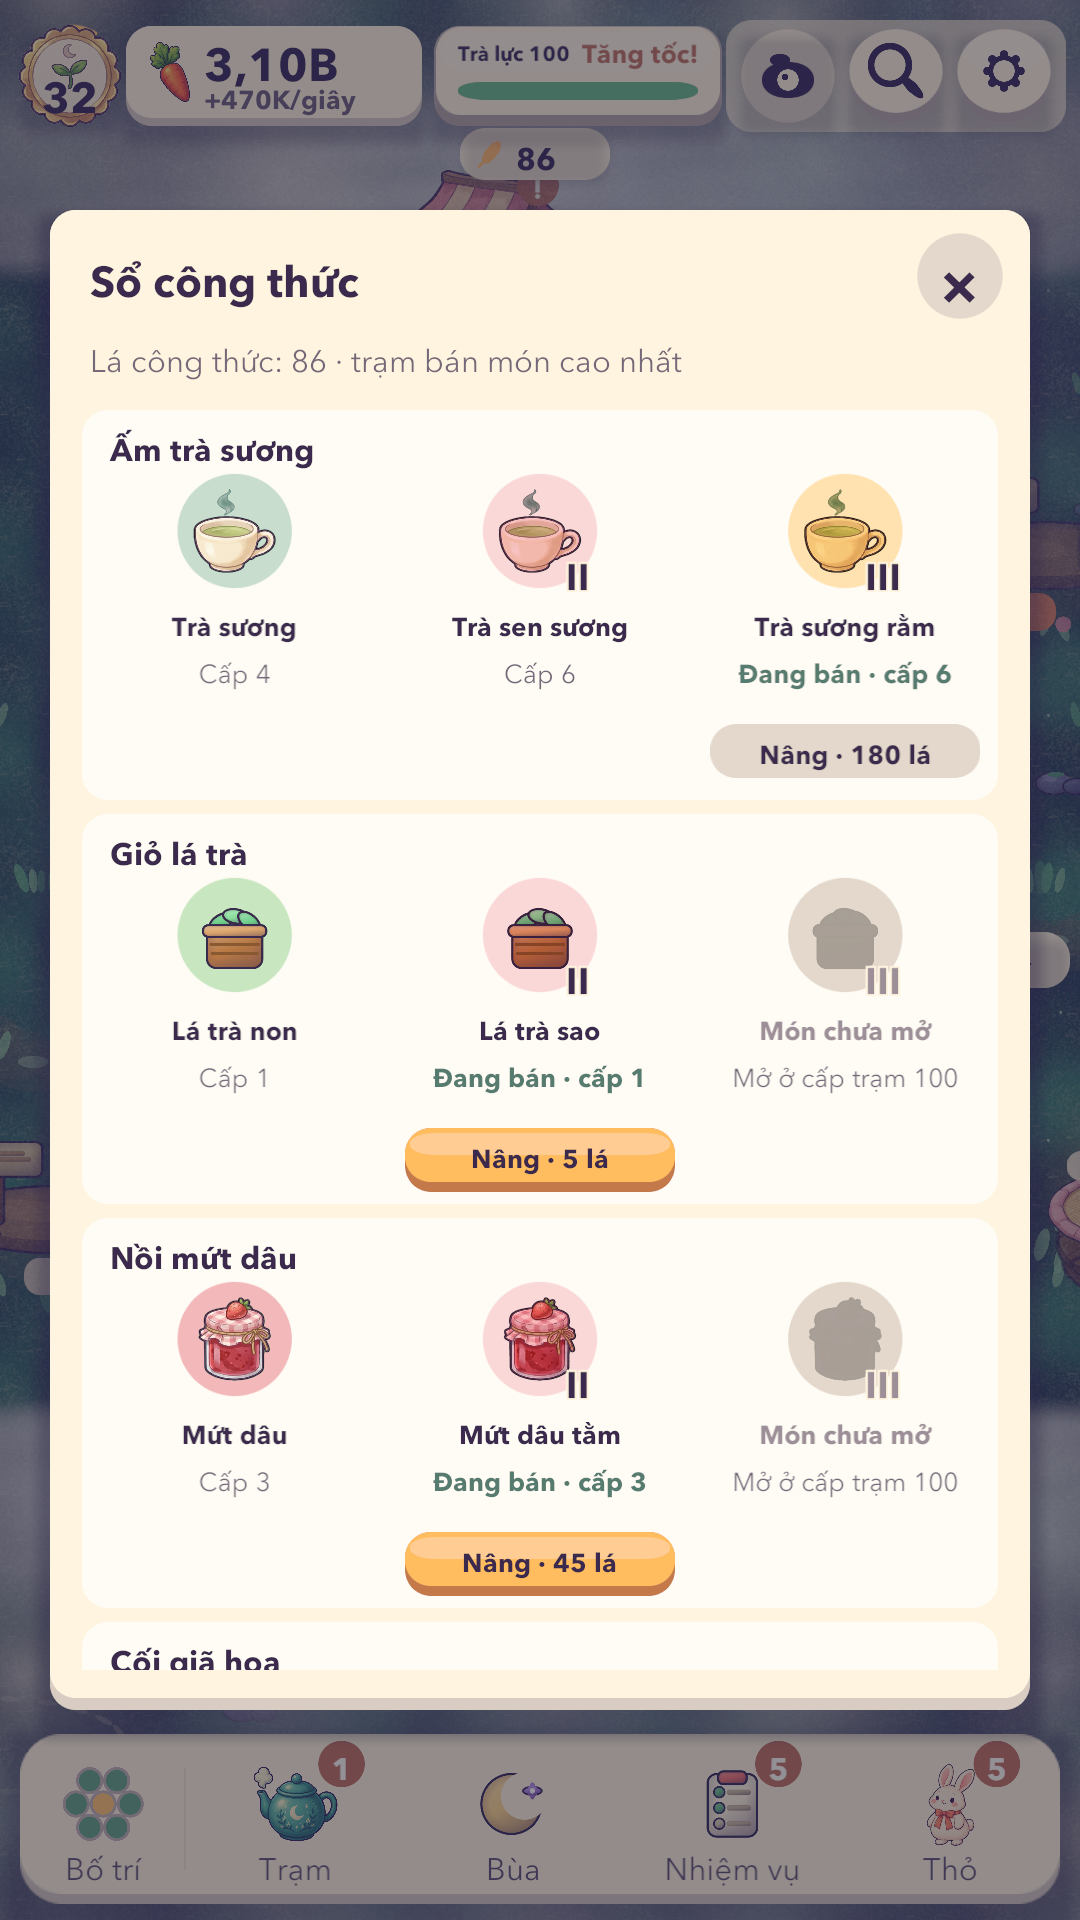 32
3,10B
+470K/giây
Trà lực 100 Tăng tốc!
86
!
Sổ công thức
Lá công thức: 86 · trạm bán món cao nhất
Ấm trà sương
II
III
Trà sương
Trà sen sương
Trà sương rằm
Cấp 4
Cấp 6
Đang bán · cấp 6
Nâng · 180 lá
Giỏ lá trà
II
III
Lá trà non
Lá trà sao
Món chưa mở
Cấp 1
Đang bán · cấp 1
Mở ở cấp trạm 100
Nâng · 5 lá
Nồi mứt dâu
II
III
Mứt dâu
Mứt dâu tằm
Món chưa mở
Cấp 3
Đang bán · cấp 3
Mở ở cấp trạm 100
Nâng · 45 lá
Cối giã hoa
1
5
5
Bố trí
Trạm
Bùa
Nhiệm vụ
Thỏ